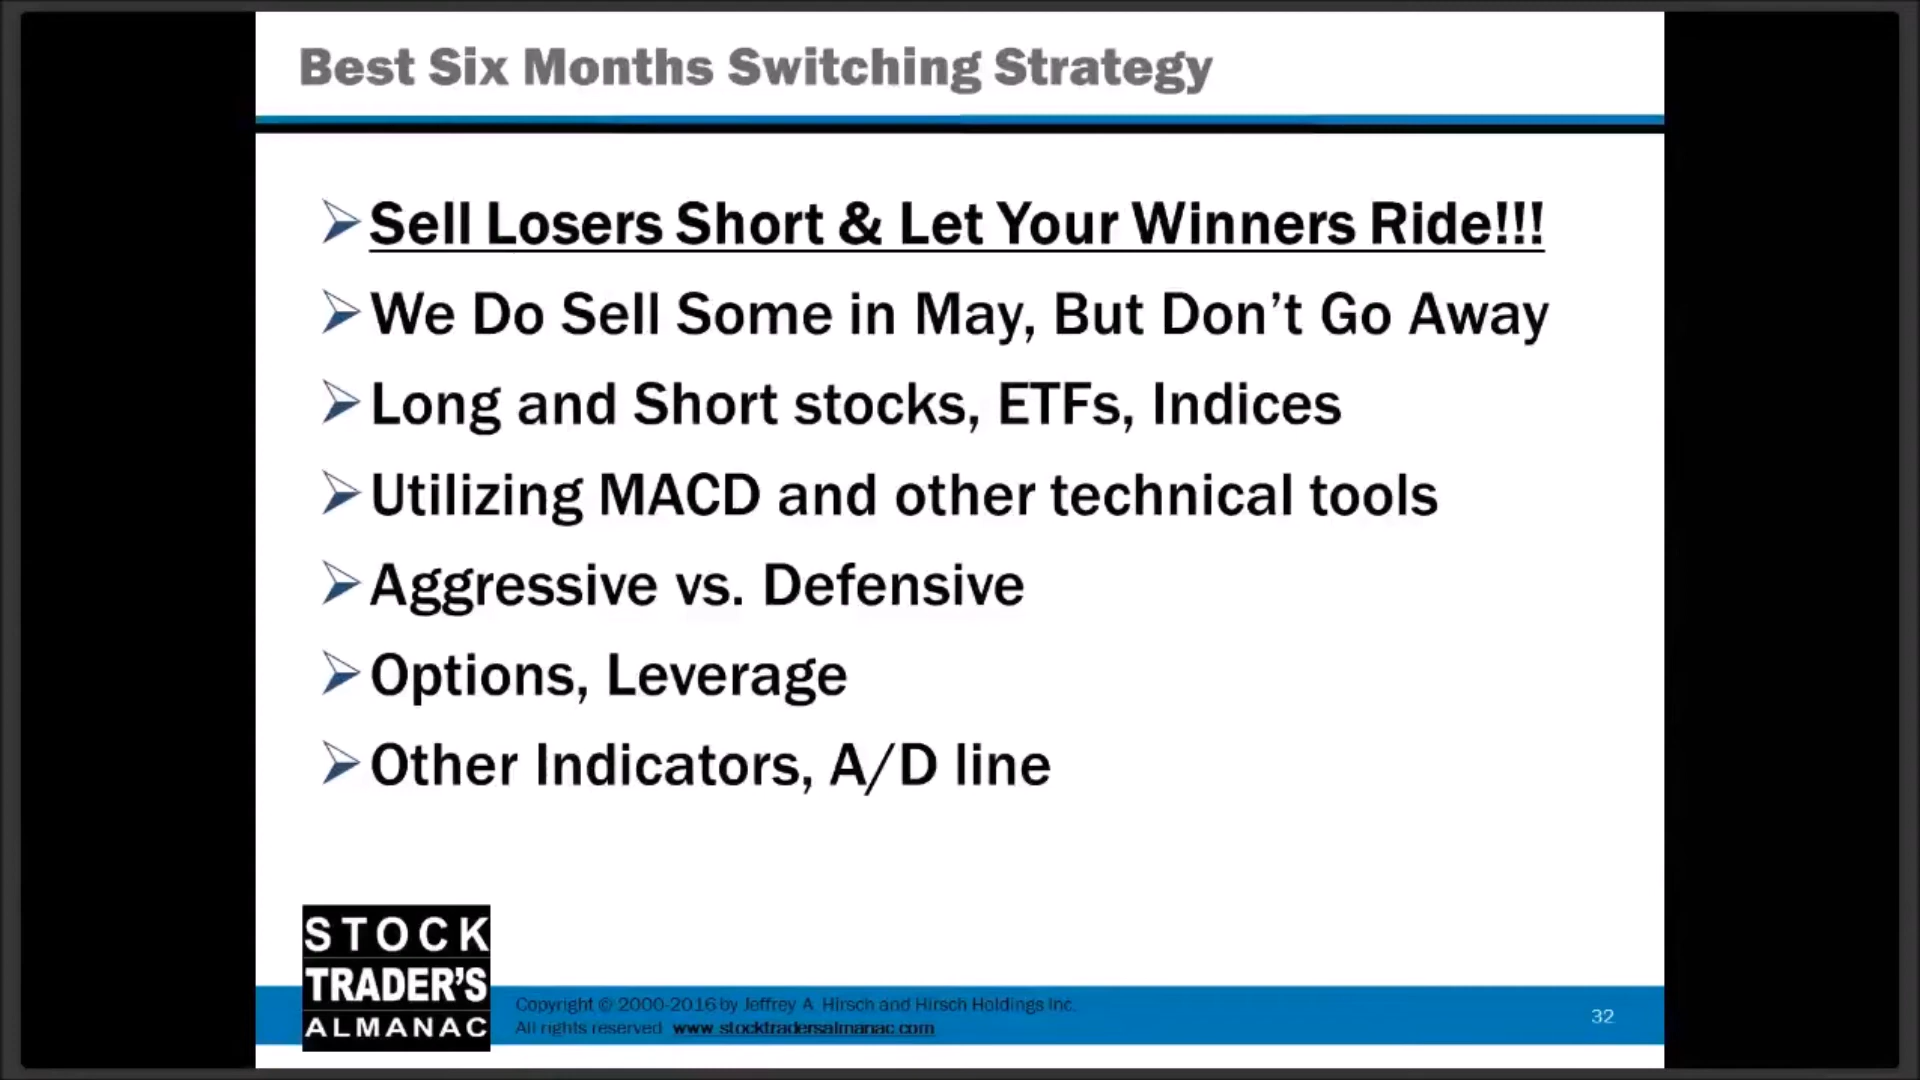 Best Six Months Switching Strategy
Sell Losers Short & Let Your Winners Ride!!!
We Do Sell Some in May, But Don’t Go Away
Long and Short stocks, ETFs, Indices
Utilizing MACD and other technical tools
Aggressive vs. Defensive
Options, Leverage
Other Indicators, A/D line
STOCK
TRADER'S
ALMANAC
Copyright © 2000-2016 by Jeffrey A. Hirsch and Hirsch Holdings Inc.
All rights reserved www.stocktradersalmanac.com
32